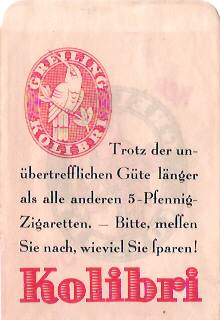 GREILING
KOLIBRI
Trotz der un-
übertrefflichen Güte länger
als alle anderen 5-Pfennig-
Zigaretten. — Bitte, messen
Sie nach, wieviel Sie sparen!
Kolibri